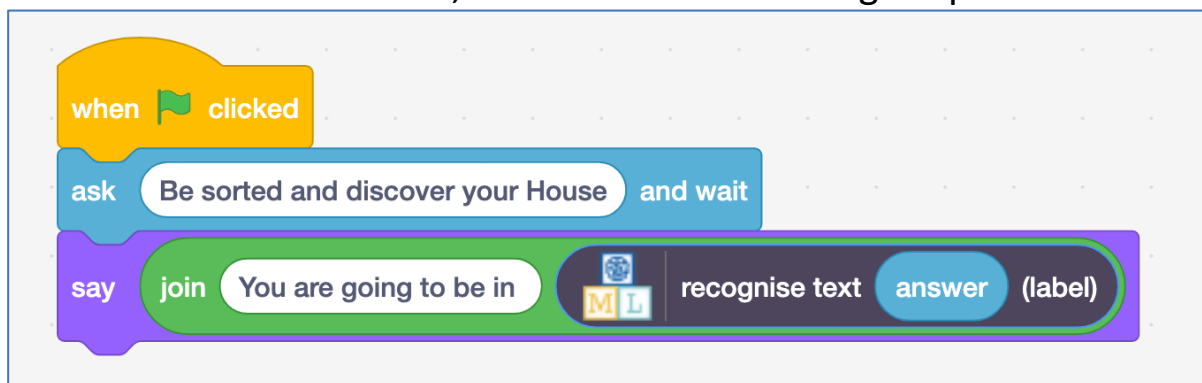 when clicked
ask Be sorted and discover your House and wait
say join You are going to be in M L recognise text answer (label)